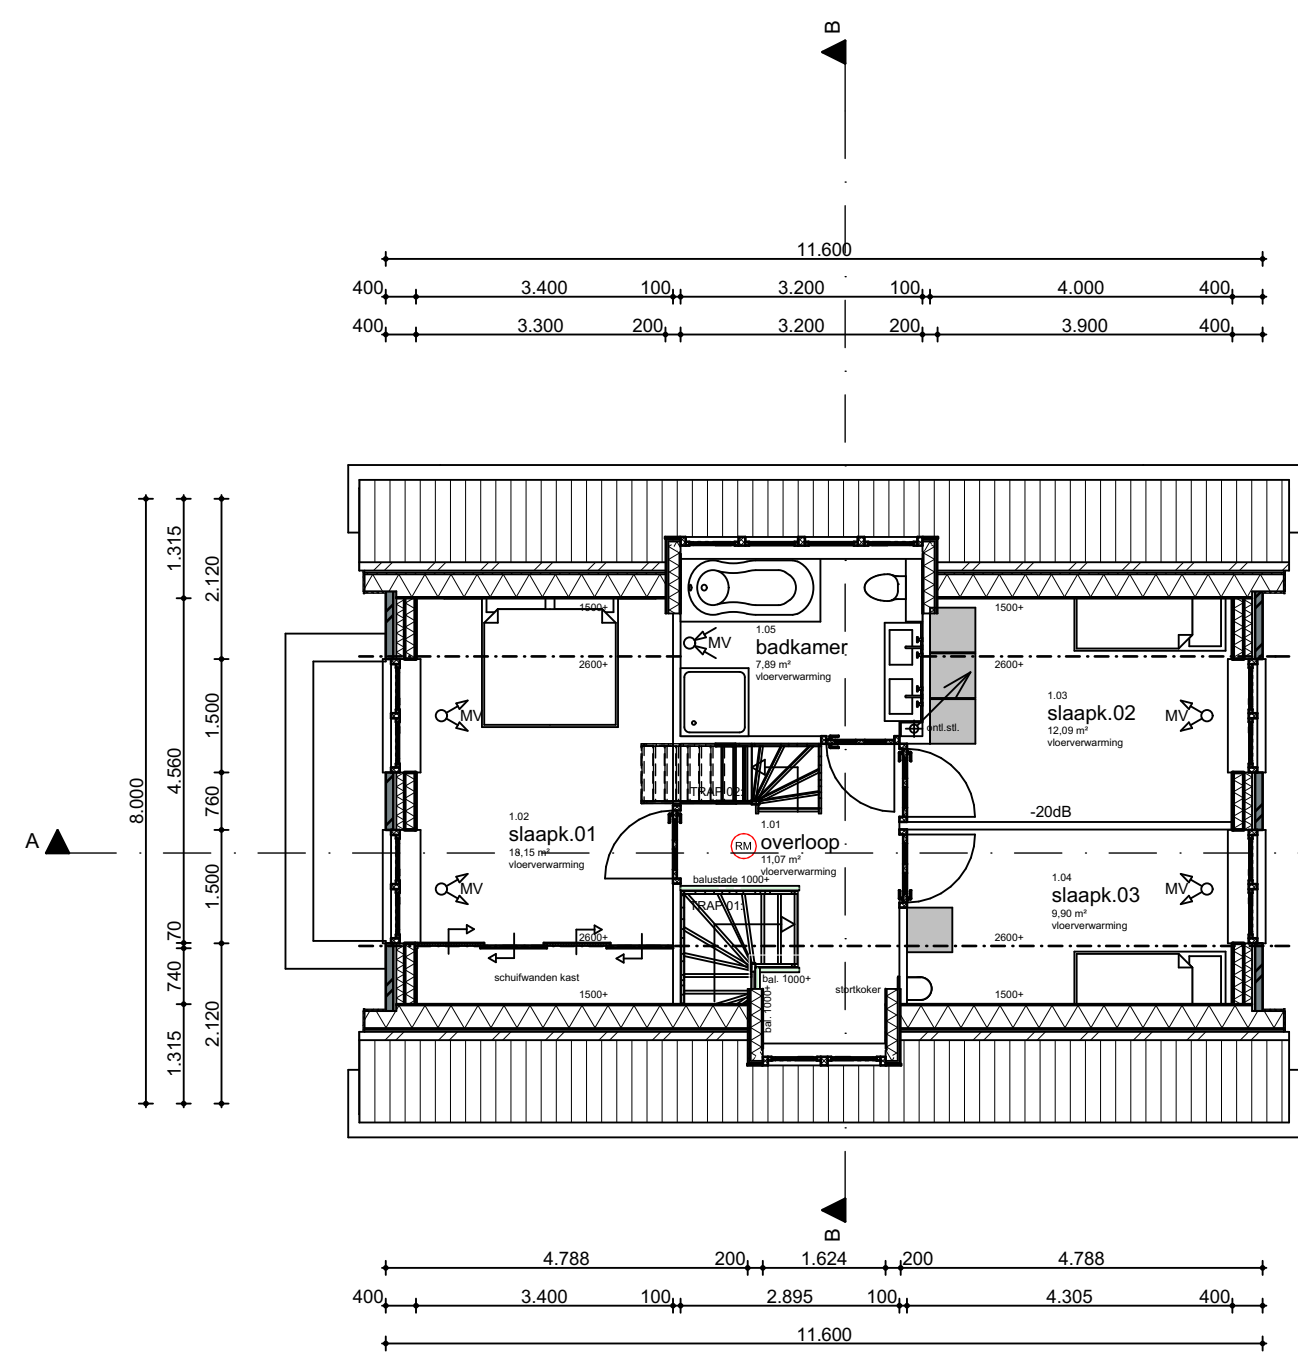 B
11.600
400 3.400 100 3.200 100 4.000 400
400 3.300 200 3.200 200 3.900 400
8.000
1.315 4.560 1.315
2.120 1.500 760 1.500 70 740 2.120
A
1500+
2600+
1500+
2600+
1.05
badkamer
7,89 m²
vloerverwarming
MV
MV
ontl.stl.
1.03
slaapk.02
12,09 m²
vloerverwarming
MV
TRAP 02:
-20dB
1.02
slaapk.01
18,15 m²
vloerverwarming
MV
RM
1.01
overloop
11,07 m²
vloerverwarming
balustade 1000+
TRAP 01:
1.04
slaapk.03
9,90 m²
vloerverwarming
MV
2600+
2600+
schuifwanden kast
bal. 1000+
bal. 1000+
stortkoker
1500+
1500+
B
4.788 200 1.624 200 4.788
400 3.400 100 2.895 100 4.305 400
11.600